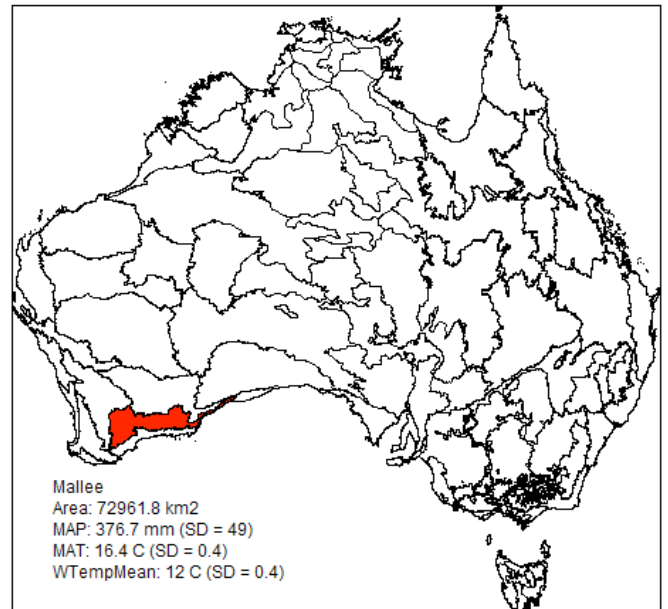 Mallee
Area: 72961.8 km2
MAP: 376.7 mm (SD = 49)
MAT: 16.4 C (SD = 0.4)
WTempMean: 12 C (SD = 0.4)